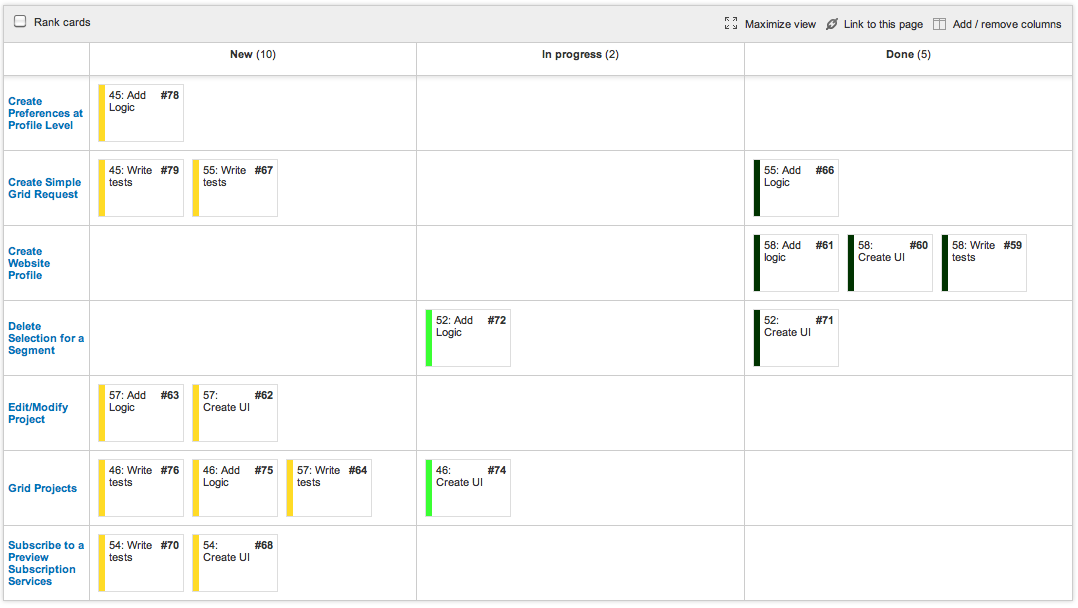 Rank cards
Maximize view
Link to this page
Add / remove columns
New (10)
In progress (2)
Done (5)
Create
Preferences at
Profile Level
45: Add #78
Logic
Create Simple
Grid Request
45: Write #79
tests
55: Write #67
tests
55: Add #66
Logic
Create
Website
Profile
58: Add #61
logic
58: #60
Create UI
58: Write #59
tests
Delete
Selection for a
Segment
52: Add #72
Logic
52: #71
Create UI
Edit/Modify
Project
57: Add #63
Logic
57: #62
Create UI
Grid Projects
46: Write #76
tests
46: Add #75
Logic
57: Write #64
tests
46: #74
Create UI
Subscribe to a
Preview
Subscription
Services
54: Write #70
tests
54: #68
Create UI